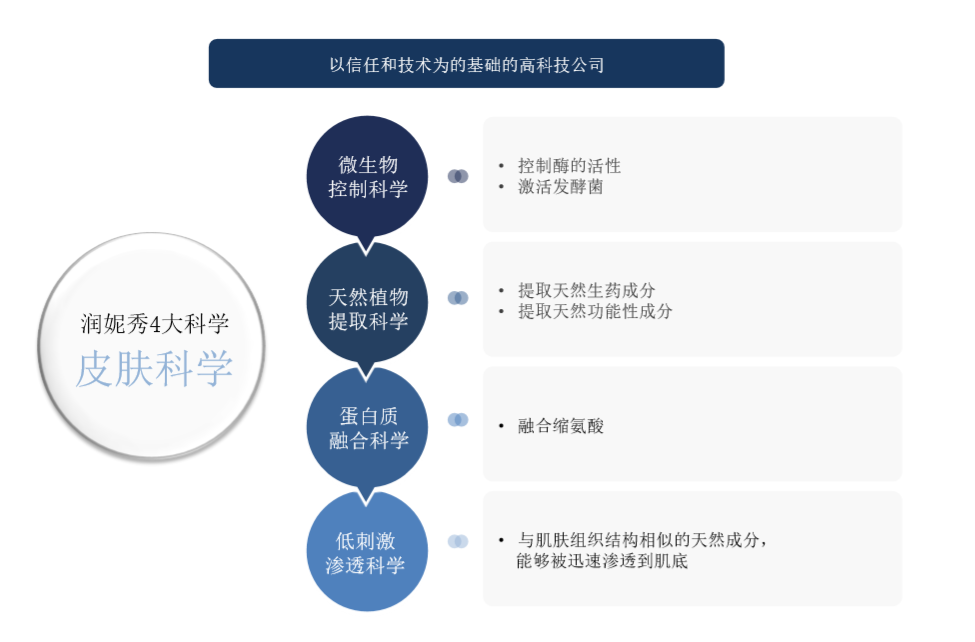 以信任和技术为的基础的高科技公司
润妮秀4大科学
皮肤科学
微生物
控制科学
• 控制酶的活性
• 激活发酵菌
天然植物
提取科学
• 提取天然生药成分
• 提取天然功能性成分
蛋白质
融合科学
• 融合缩氨酸
低刺激
渗透科学
• 与肌肤组织结构相似的天然成分，
能够被迅速渗透到肌底